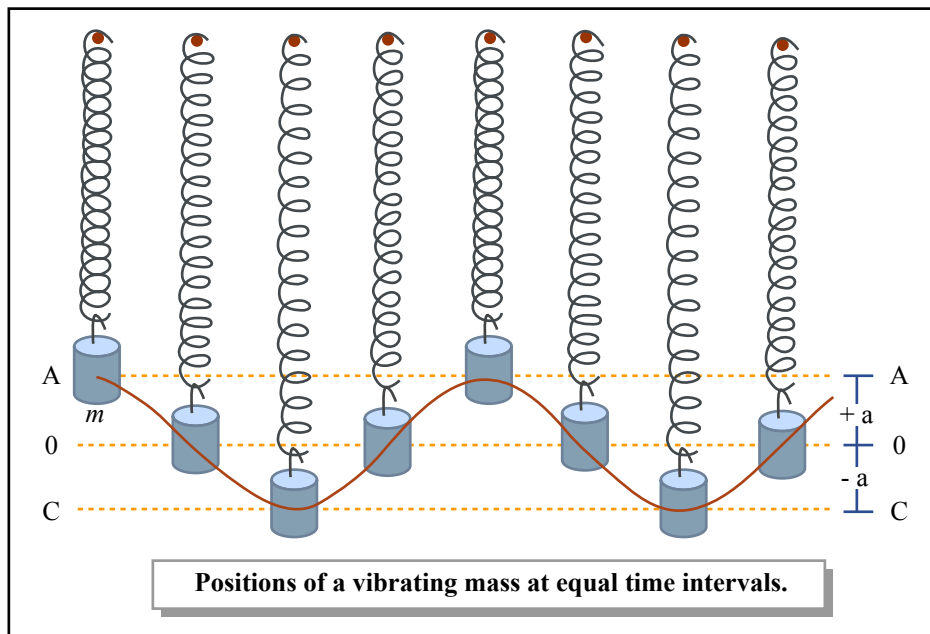 A A
m + a
0 0
- a
C C
Positions of a vibrating mass at equal time intervals.